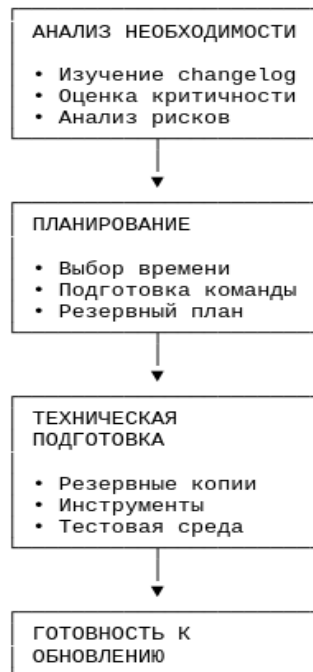 АНАЛИЗ НЕОБХОДИМОСТИ
• Изучение changelog
• Оценка критичности
• Анализ рисков
ПЛАНИРОВАНИЕ
• Выбор времени
• Подготовка команды
• Резервный план
ТЕХНИЧЕСКАЯ
ПОДГОТОВКА
• Резервные копии
• Инструменты
• Тестовая среда
ГОТОВНОСТЬ К
ОБНОВЛЕНИЮ